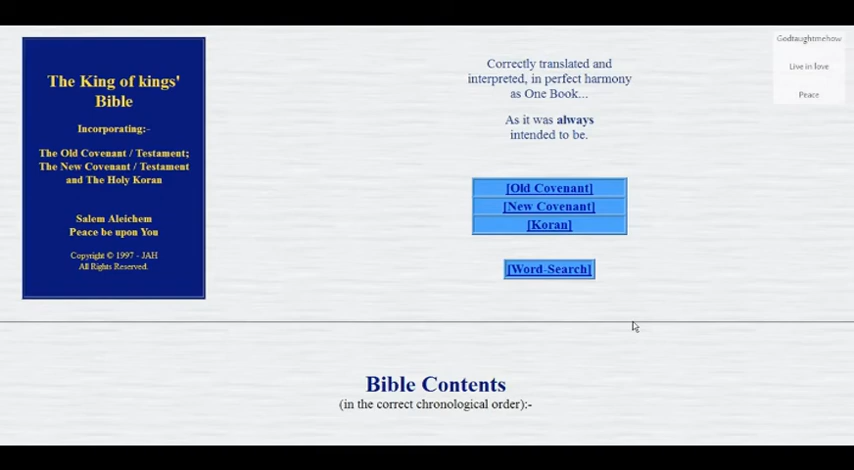 The King of kings'
Bible
Incorporating:-
The Old Covenant / Testament;
The New Covenant / Testament
and The Holy Koran
Salem Aleichem
Peace be upon You
Copyright © 1997 - JAH
All Rights Reserved.
Correctly translated and
interpreted, in perfect harmony
as One Book...
As it was always
intended to be.
[Old Covenant]
[New Covenant]
[Koran]
[Word-Search]
Godtaughtmehow
Live in love
Peace
Bible Contents
(in the correct chronological order):-